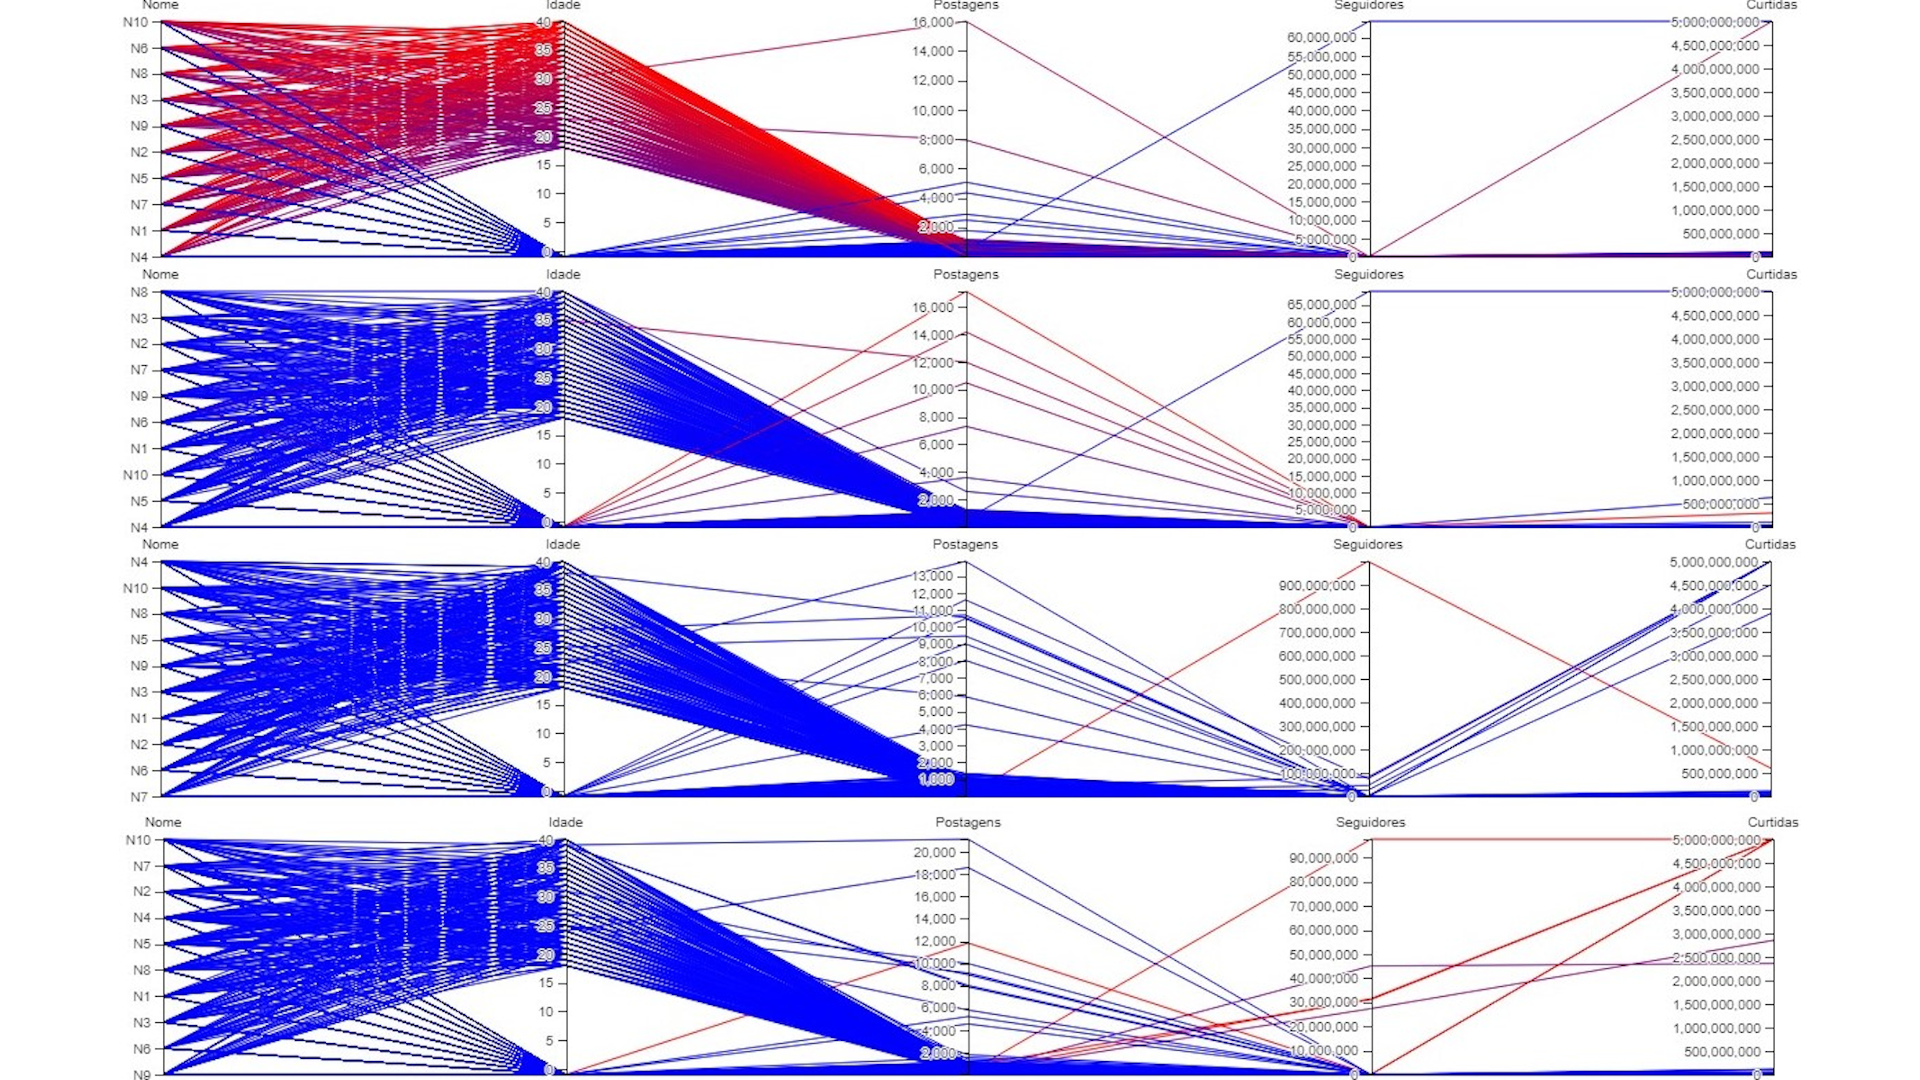 Nome Idade Postagens Seguidores Curtidas
N10 N6 N8 N3 N9 N2 N5 N7 N1 N4
40 35 30 25 20 15 10 5 0
16,000 14,000 12,000 10,000 8,000 6,000 4,000 2,000
60,000,000 55,000,000 50,000,000 45,000,000 40,000,000 35,000,000 30,000,000 25,000,000 20,000,000 15,000,000 10,000,000 5,000,000 0
5,000,000,000 4,500,000,000 4,000,000,000 3,500,000,000 3,000,000,000 2,500,000,000 2,000,000,000 1,500,000,000 1,000,000,000 500,000,000 0
Nome Idade Postagens Seguidores Curtidas
N8 N3 N2 N7 N9 N6 N1 N10 N5 N4
40 35 30 25 20 15 10 5 0
16,000 14,000 12,000 10,000 8,000 6,000 4,000 2,000
65,000,000 60,000,000 55,000,000 50,000,000 45,000,000 40,000,000 35,000,000 30,000,000 25,000,000 20,000,000 15,000,000 10,000,000 5,000,000 0
5,000,000,000 4,500,000,000 4,000,000,000 3,500,000,000 3,000,000,000 2,500,000,000 2,000,000,000 1,500,000,000 1,000,000,000 500,000,000 0
Nome Idade Postagens Seguidores Curtidas
N4 N10 N8 N5 N9 N3 N1 N2 N6 N7
40 35 30 25 20 15 10 5 0
13,000 12,000 11,000 10,000 9,000 8,000 7,000 6,000 5,000 4,000 3,000 2,000 1,000
900,000,000 800,000,000 700,000,000 600,000,000 500,000,000 400,000,000 300,000,000 200,000,000 100,000,000 0
5,000,000,000 4,500,000,000 4,000,000,000 3,500,000,000 3,000,000,000 2,500,000,000 2,000,000,000 1,500,000,000 1,000,000,000 500,000,000 0
Nome Idade Postagens Seguidores Curtidas
N10 N7 N2 N4 N5 N8 N1 N3 N6 N9
40 35 30 25 20 15 10 5 0
20,000 18,000 16,000 14,000 12,000 10,000 8,000 6,000 4,000 2,000
90,000,000 80,000,000 70,000,000 60,000,000 50,000,000 40,000,000 30,000,000 20,000,000 10,000,000 0
5,000,000,000 4,500,000,000 4,000,000,000 3,500,000,000 3,000,000,000 2,500,000,000 2,000,000,000 1,500,000,000 1,000,000,000 500,000,000 0